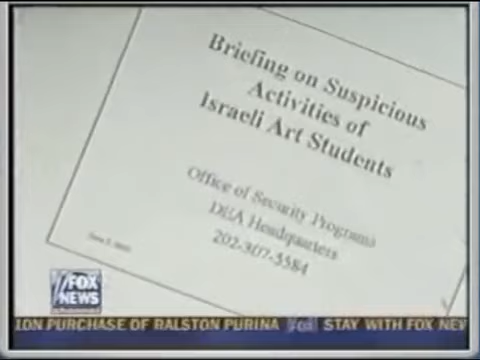 Briefing on Suspicious
Activities of
Israeli Art Students
Office of Security Programs
DEA Headquarters
202-307-3584
FOX
NEWS
ION PURCHASE OF RALSTON PURINA FOX STAY WITH FOX NEV